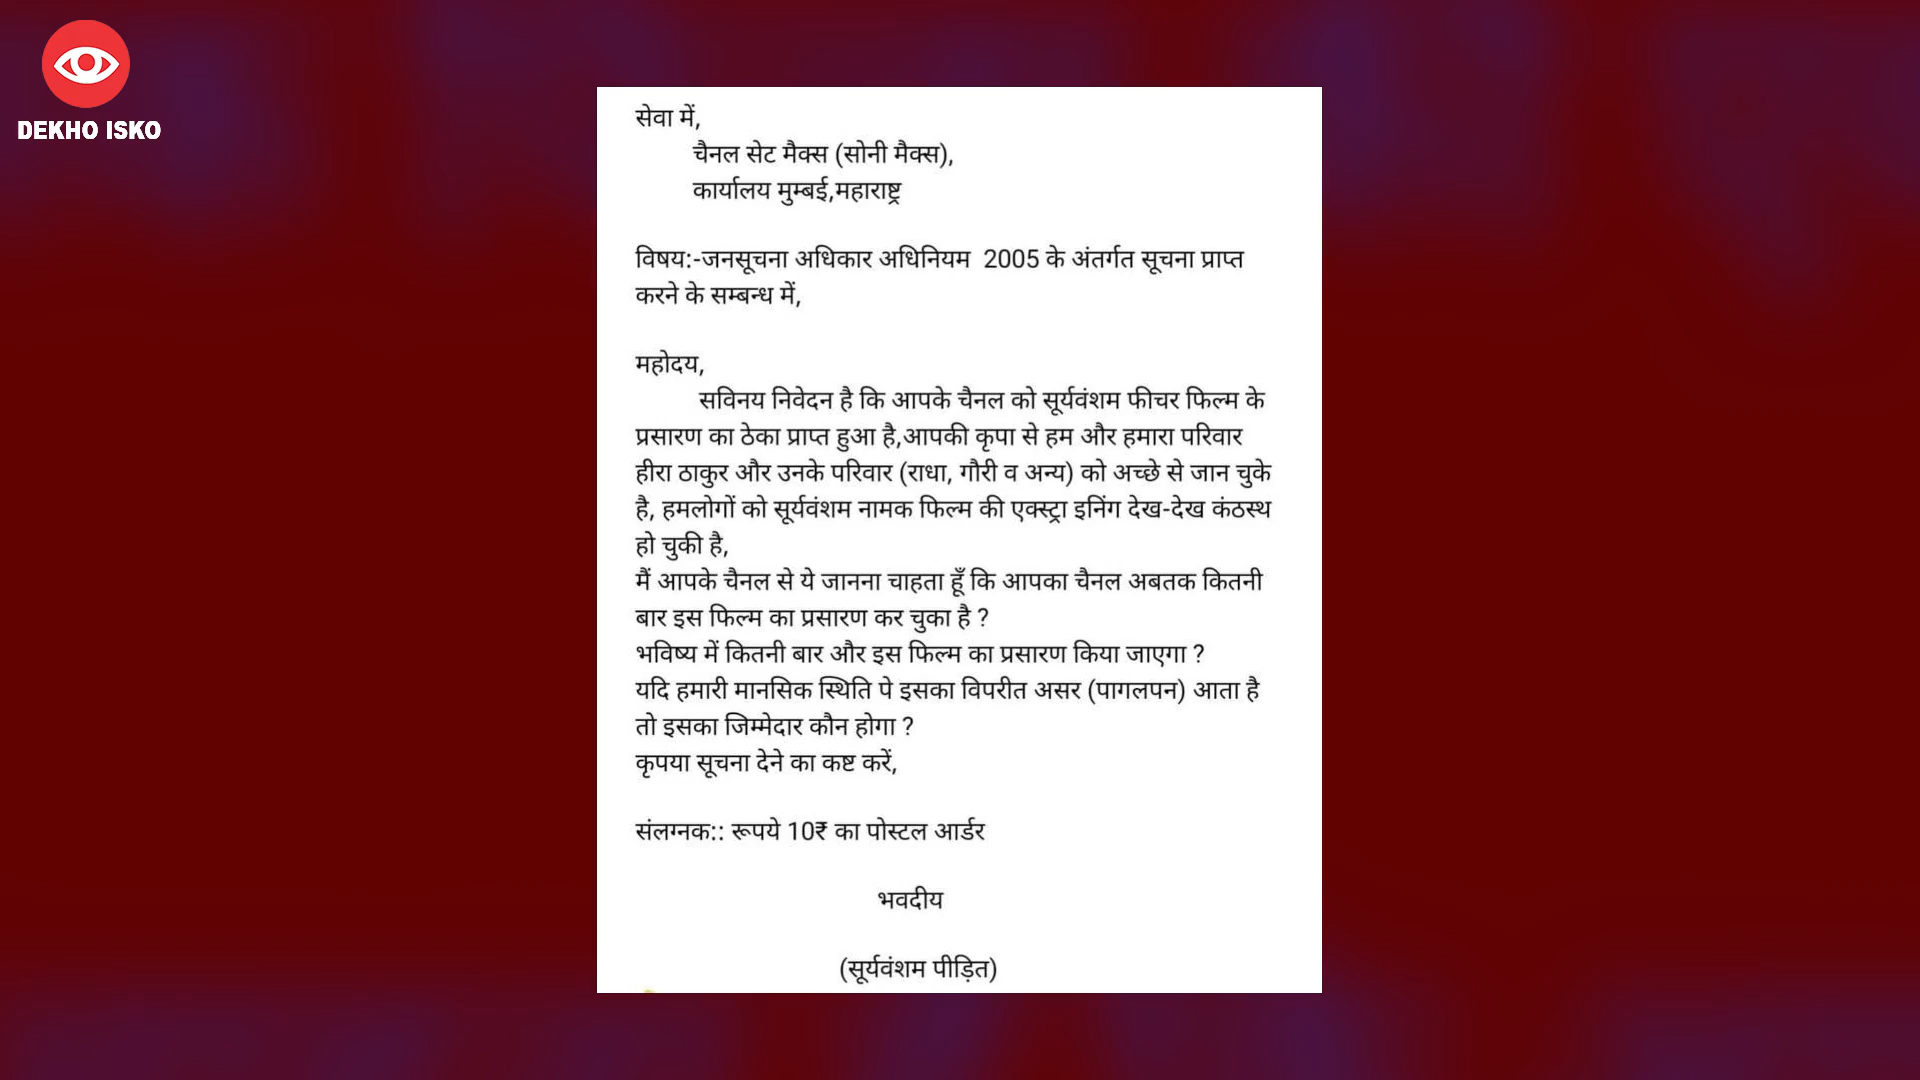 DEKHO ISKO
सेवा में,
चैनल सेट मैक्स (सोनी मैक्स),
कार्यालय मुम्बई,महाराष्ट्र
विषय:-जनसूचना अधिकार अधिनियम  2005 के अंतर्गत सूचना प्राप्त
करने के सम्बन्ध में,
महोदय,
सविनय निवेदन है कि आपके चैनल को सूर्यवंशम फीचर फिल्म के
प्रसारण का ठेका प्राप्त हुआ है,आपकी कृपा से हम और हमारा परिवार
हीरा ठाकुर और उनके परिवार (राधा, गौरी व अन्य) को अच्छे से जान चुके
है, हमलोगों को सूर्यवंशम नामक फिल्म की एक्स्ट्रा इनिंग देख-देख कंठस्थ
हो चुकी है,
मैं आपके चैनल से ये जानना चाहता हूँ कि आपका चैनल अबतक कितनी
बार इस फिल्म का प्रसारण कर चुका है ?
भविष्य में कितनी बार और इस फिल्म का प्रसारण किया जाएगा ?
यदि हमारी मानसिक स्थिति पे इसका विपरीत असर (पागलपन) आता है
तो इसका जिम्मेदार कौन होगा ?
कृपया सूचना देने का कष्ट करें,
संलग्नक:: रूपये 10₹ का पोस्टल आर्डर
भवदीय
(सूर्यवंशम पीड़ित)